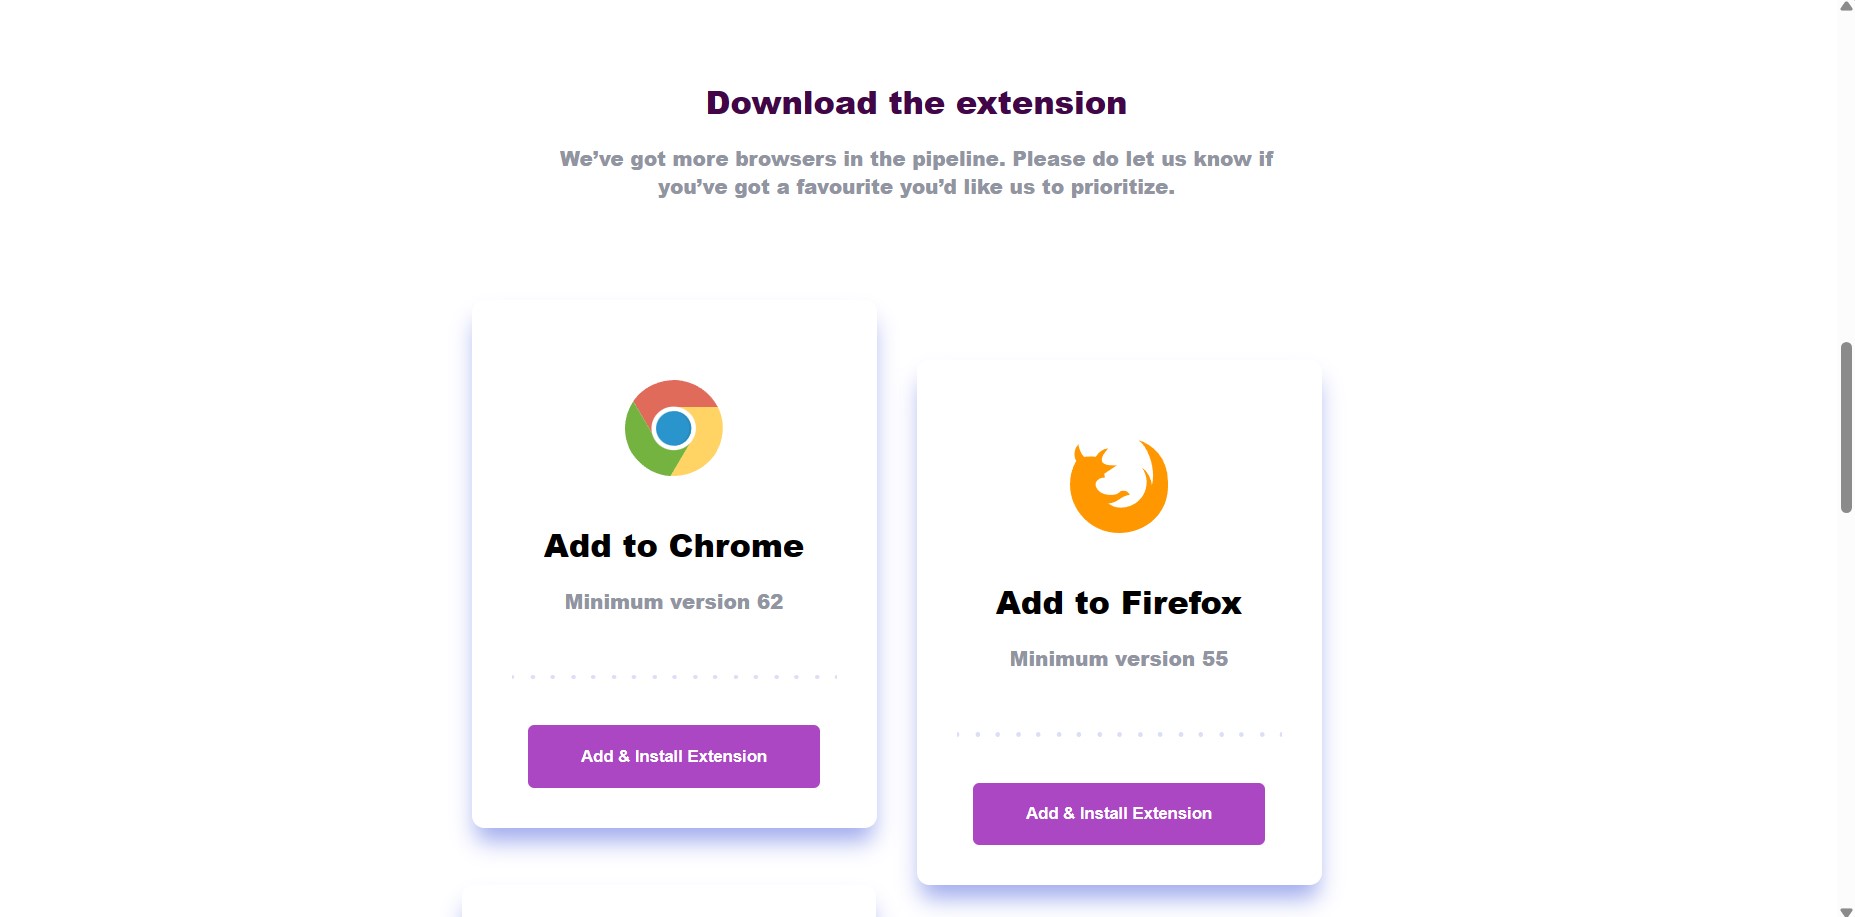 Download the extension
We’ve got more browsers in the pipeline. Please do let us know if
you’ve got a favourite you’d like us to prioritize.
Add to Chrome
Minimum version 62
Add & Install Extension
Add to Firefox
Minimum version 55
Add & Install Extension